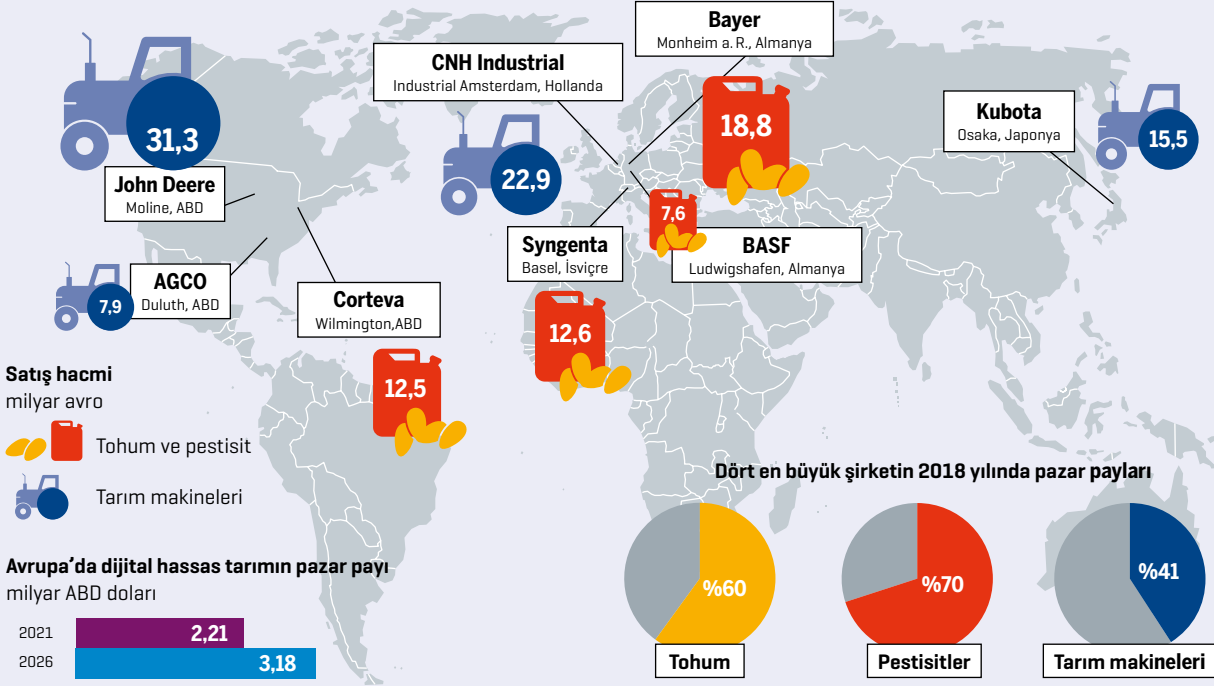 Bayer
Monheim a. R., Almanya
CNH Industrial
Industrial Amsterdam, Hollanda
18,8
Kubota
Osaka, Japonya
15,5
31,3
John Deere
Moline, ABD
22,9
7,6
Syngenta
Basel, İsviçre
BASF
Ludwigshafen, Almanya
AGCO
Duluth, ABD
7,9
Corteva
Wilmington,ABD
12,6
12,5
Satış hacmi
milyar avro
Tohum ve pestisit
Tarım makineleri
Avrupa’da dijital hassas tarımın pazar payı
milyar ABD doları
2021
2,21
2026
3,18
Dört en büyük şirketin 2018 yılında pazar payları
%60
Tohum
%70
Pestisitler
%41
Tarım makineleri